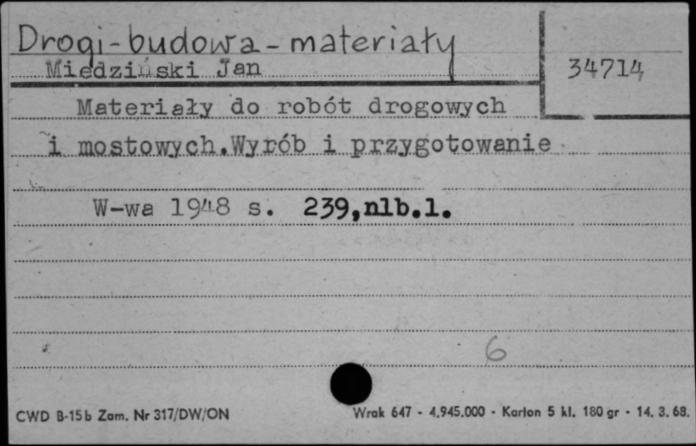 Drogi-budowa-materiały
Miedziński Jan
34714
Materiały do robót drogowych
i mostowych.Wyrób i przygotowanie
W-wa 1948 s. 239,nlb.1.
6
CWD B-15b Zam. Nr 317/DW/ON
Wrak 647 - 4.945.000 - Karton 5 kl. 180 gr - 14. 3. 68.